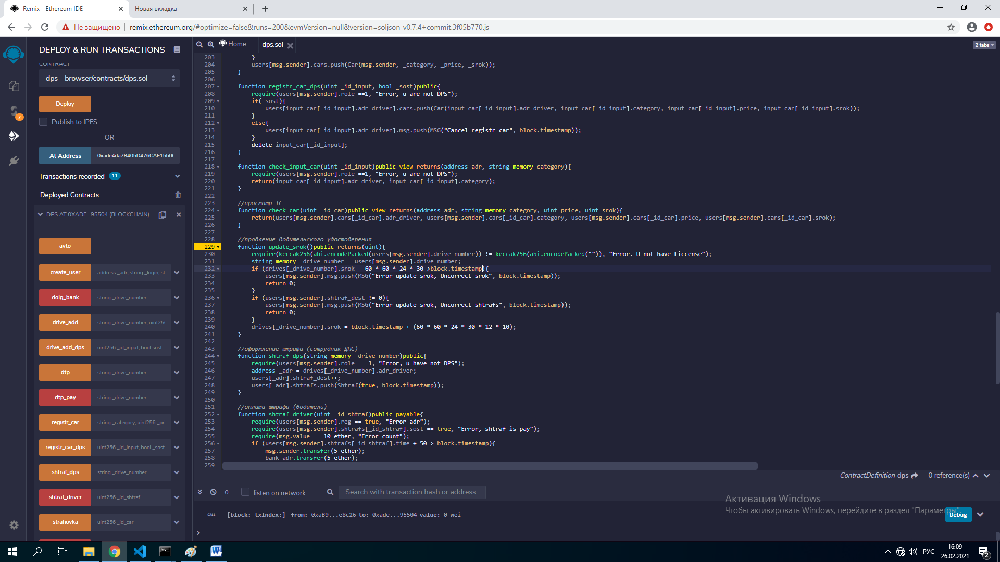 Remix - Ethereum IDE
Новая вкладка
Не защищено
remix.ethereum.org/#optimize=false&runs=200&evmVersion=null&version=soljson-v0.7.4+commit.3f05b770.js
DEPLOY & RUN TRANSACTIONS
CONTRACT
dps - browser/contracts/dps.sol
Deploy
Publish to IPFS
OR
At Address
0xade4da78405D476CAE15b0
Transactions recorded 11
Deployed Contracts
DPS AT 0XADE...95504 (BLOCKCHAIN)
avto
create_user address _adr, string _login, st
dolg_bank string _drive_number
drive_add string _drive_number, uint25
drive_add_dps uint256 _id_input, bool sost
dtp string _drive_number
dtp_pay string _drive_number
registr_car string _category, uint256 _pri
registr_car_dps uint256 _id_input, bool _sost
shtraf_dps string _drive_number
shtraf_driver uint256 _id_shtraf
strahovka uint256 _id_car
7
Home
dps.sol
2 tabs
203 }
204 users[msg.sender].cars.push(Car(msg.sender, _category, _price, _srok));
205 }
206
207 function registr_car_dps(uint _id_input, bool _sost)public{
208 require(users[msg.sender].role ==1, "Error, u are not DPS");
209 if(_sost){
210 users[input_car[_id_input].adr_driver].cars.push(Car(input_car[_id_input].adr_driver, input_car[_id_input].category, input_car[_id_input].price, input_car[_id_input].srok));
211 }
212 else{
213 users[input_car[_id_input].adr_driver].msg.push(MSG("Cancel registr car", block.timestamp));
214 }
215 delete input_car[_id_input];
216 }
217
218 function check_input_car(uint _id_input)public view returns(address adr, string memory category){
219 require(users[msg.sender].role ==1, "Error, u are not DPS");
220 return(input_car[_id_input].adr_driver, input_car[_id_input].category);
221 }
222
223 //просмотр ТС
224 function check_car(uint _id_car)public view returns(address adr, string memory category, uint price, uint srok){
225 return(users[msg.sender].cars[_id_car].adr_driver, users[msg.sender].cars[_id_car].category, users[msg.sender].cars[_id_car].price, users[msg.sender].cars[_id_car].srok);
226 }
227
228 //продление водительского удостоверения
229 function update_srok()public returns(uint){
230 require(keccak256(abi.encodePacked(users[msg.sender].drive_number)) != keccak256(abi.encodePacked("")), "Error. U not have Liccense");
231 string memory _drive_number = users[msg.sender].drive_number;
232 if (drives[_drive_number].srok - 60 * 60 * 24 * 30 >block.timestamp){
233 users[msg.sender].msg.push(MSG("Error update srok, Uncorrect srok", block.timestamp));
234 return 0;
235 }
236 if (users[msg.sender].shtraf_dest != 0){
237 users[msg.sender].msg.push(MSG("Error update srok, Uncorrect shtrafs", block.timestamp));
238 return 0;
239 }
240 drives[_drive_number].srok = block.timestamp + (60 * 60 * 24 * 30 * 12 * 10);
241 }
242
243 //оформление штрафа (сотрудник ДПС)
244 function shtraf_dps(string memory _drive_number)public{
245 require(users[msg.sender].role == 1, "Error, u have not DPS");
246 address _adr = drives[_drive_number].adr_driver;
247 users[_adr].shtraf_dest++;
248 users[_adr].shtrafs.push(Shtraf(true, block.timestamp));
249 }
250
251 //оплата штрафа (водитель)
252 function shtraf_driver(uint _id_shtraf)public payable{
253 require(users[msg.sender].reg == true, "Error adr");
254 require(users[msg.sender].shtrafs[_id_shtraf].sost == true, "Error, shtraf is pay");
255 require(msg.value == 10 ether, "Error count");
256 if (users[msg.sender].shtrafs[_id_shtraf].time + 50 > block.timestamp){
257 msg.sender.transfer(5 ether);
258 bank_adr.transfer(5 ether);
259
ContractDefinition dps 0 reference(s)
0 listen on network Search with transaction hash or address
CALL [block: txIndex:] from: 0xaB9...e8c26 to: 0xade...95504 value: 0 wei
Debug
>
Активация Windows
Чтобы активировать Windows, перейдите в раздел "Параметры".
РУС
16:09
26.02.2021
2